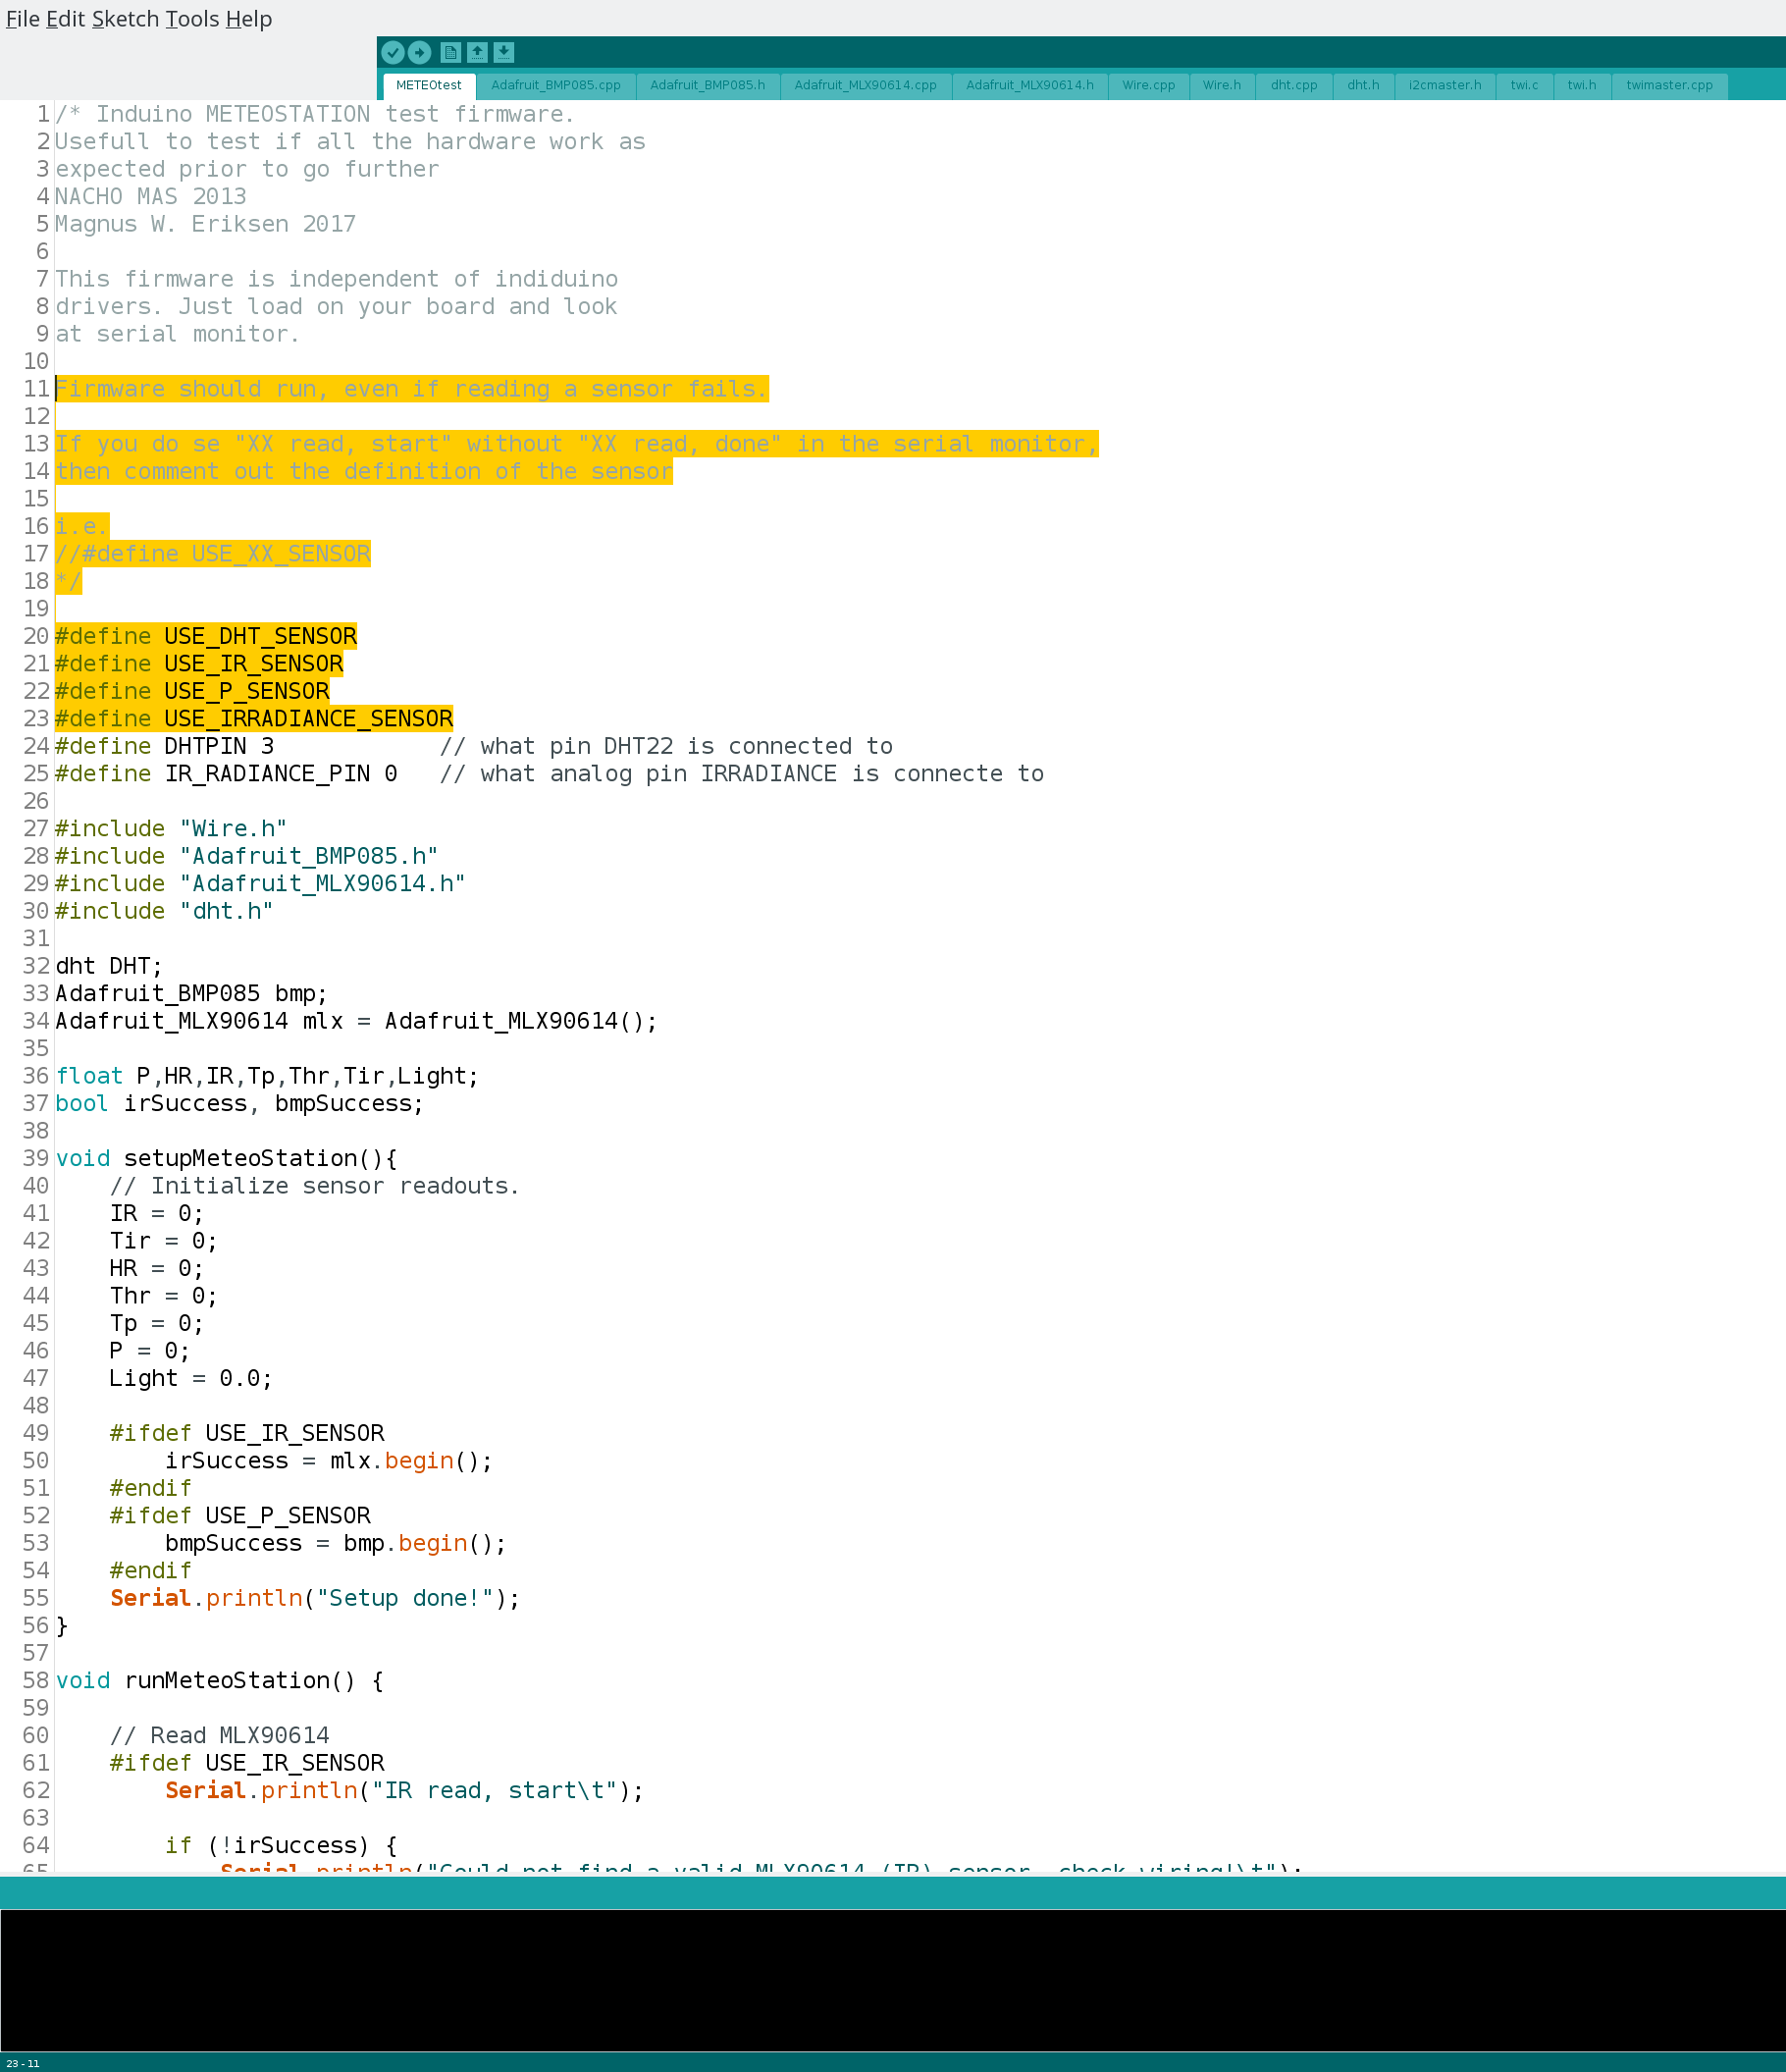 File Edit Sketch Tools Help
METEOtest Adafruit_BMP085.cpp Adafruit_BMP085.h Adafruit_MLX90614.cpp Adafruit_MLX90614.h Wire.cpp Wire.h dht.cpp dht.h i2cmaster.h twi.c twi.h twimaster.cpp
1 /* Induino METEOSTATION test firmware.
2 Usefull to test if all the hardware work as
3 expected prior to go further
4 NACHO MAS 2013
5 Magnus W. Eriksen 2017
6
7 This firmware is independent of indiduino
8 drivers. Just load on your board and look
9 at serial monitor.
10
11 Firmware should run, even if reading a sensor fails.
12
13 If you do se "XX read, start" without "XX read, done" in the serial monitor,
14 then comment out the definition of the sensor
15
16 i.e.
17 //#define USE_XX_SENSOR
18 */
19
20 #define USE_DHT_SENSOR
21 #define USE_IR_SENSOR
22 #define USE_P_SENSOR
23 #define USE_IRRADIANCE_SENSOR
24 #define DHTPIN 3            // what pin DHT22 is connected to
25 #define IR_RADIANCE_PIN 0   // what analog pin IRRADIANCE is connecte to
26
27 #include "Wire.h"
28 #include "Adafruit_BMP085.h"
29 #include "Adafruit_MLX90614.h"
30 #include "dht.h"
31
32 dht DHT;
33 Adafruit_BMP085 bmp;
34 Adafruit_MLX90614 mlx = Adafruit_MLX90614();
35
36 float P,HR,IR,Tp,Thr,Tir,Light;
37 bool irSuccess, bmpSuccess;
38
39 void setupMeteoStation(){
40     // Initialize sensor readouts.
41     IR = 0;
42     Tir = 0;
43     HR = 0;
44     Thr = 0;
45     Tp = 0;
46     P = 0;
47     Light = 0.0;
48
49     #ifdef USE_IR_SENSOR
50         irSuccess = mlx.begin();
51     #endif
52     #ifdef USE_P_SENSOR
53         bmpSuccess = bmp.begin();
54     #endif
55     Serial.println("Setup done!");
56 }
57
58 void runMeteoStation() {
59
60     // Read MLX90614
61     #ifdef USE_IR_SENSOR
62         Serial.println("IR read, start\t");
63
64         if (!irSuccess) {
65             Serial.println("Could not find a valid MLX90614 (IR) sensor, check wiring!\t");
23 - 11